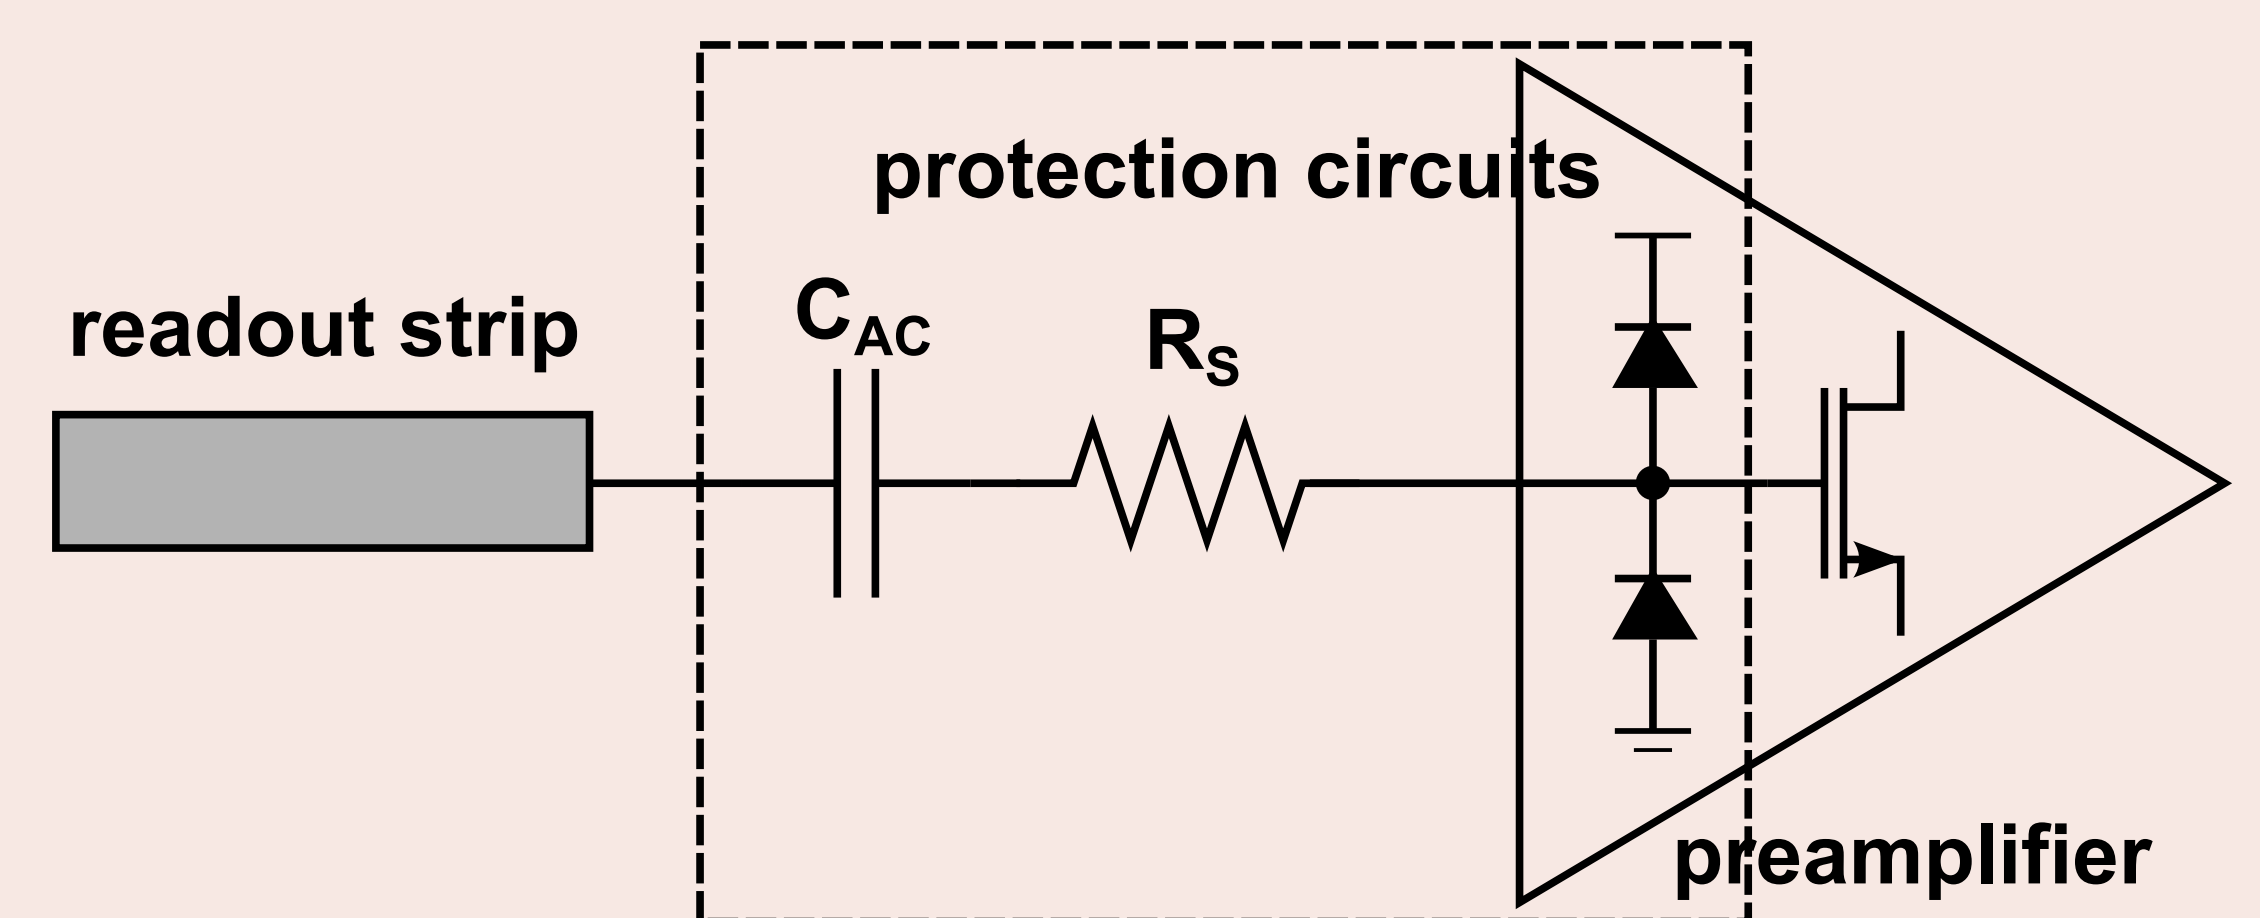 protection circuits
readout strip
C_AC
R_S
preamplifier